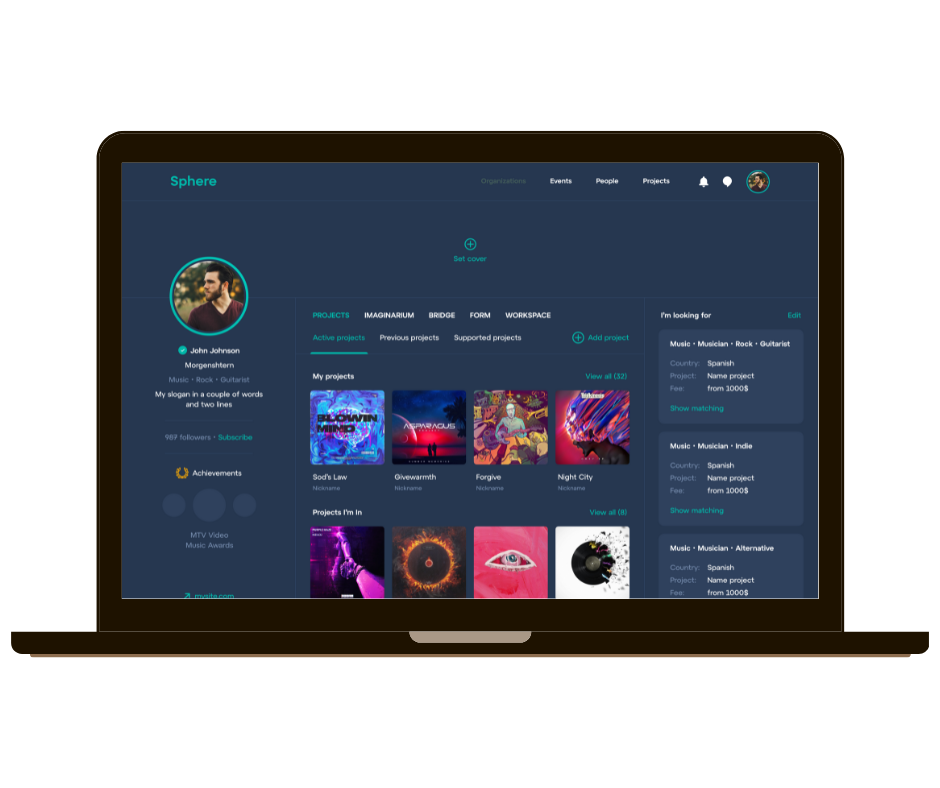 Sphere
Organizations
Events
People
Projects
Set cover
John Johnson
Morgenshtern
Music • Rock • Guitarist
My slogan in a couple of words
and two lines
989 followers • Subscribe
Achievements
MTV Video
Music Awards
mysite.com
PROJECTS
IMAGINARIUM
BRIDGE
FORM
WORKSPACE
Active projects
Previous projects
Supported projects
Add project
My projects
View all (32)
BLOWIN
MIND
ASPARAGUS
Sod's Law
Nickname
Givewarmth
Nickname
Forgive
Nickname
Night City
Nickname
Projects I'm In
View all (8)
I'm looking for
Edit
Music • Musician • Rock • Guitarist
Country: Spanish
Project: Name project
Fee: from 1000$
Show matching
Music • Musician • Indie
Country: Spanish
Project: Name project
Fee: from 1000$
Show matching
Music • Musician • Alternative
Country: Spanish
Project: Name project
Fee: from 1000$